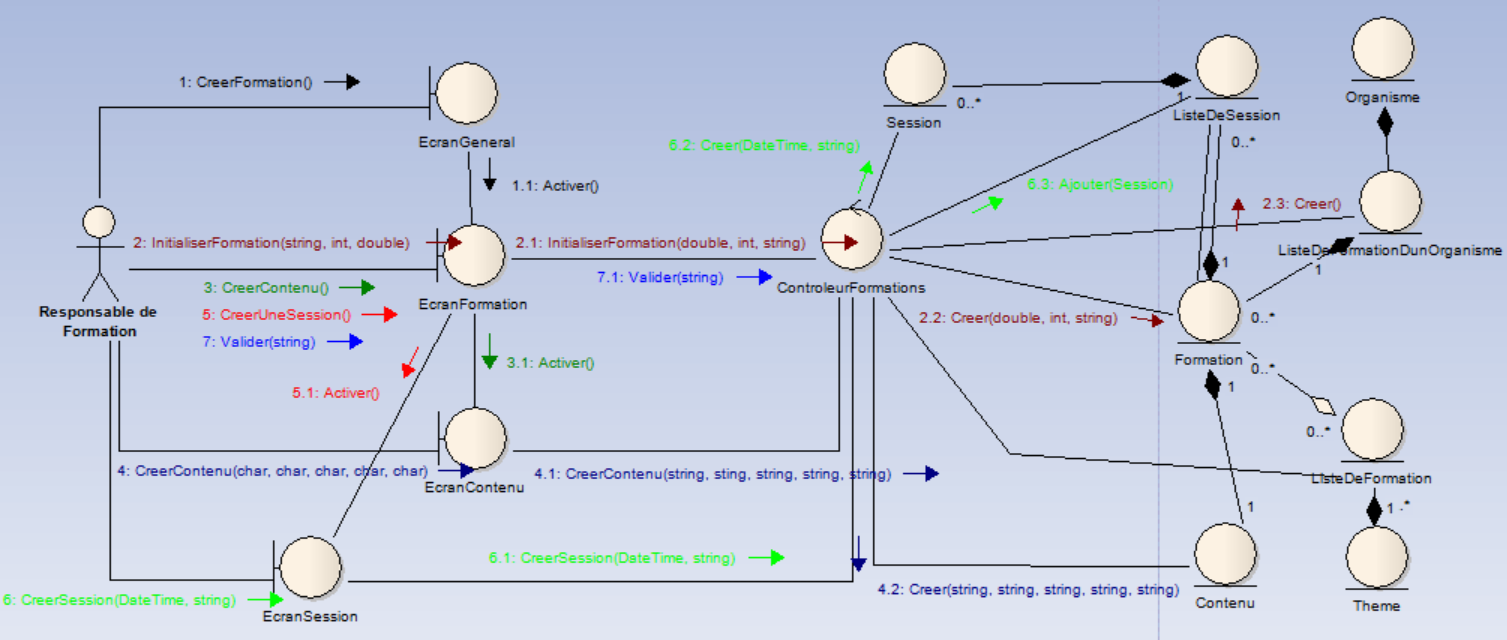 1: CreerFormation()
EcranGeneral
1.1: Activer()
Session
0..*
1
ListeDeSession
0..*
Organisme
6.2: Creer(DateTime, string)
6.3: Ajouter(Session)
2.3: Creer()
ListeDeFormationDunOrganisme
1
2: InitialiserFormation(string, int, double)
2.1: InitialiserFormation(double, int, string)
7.1: Valider(string)
ControleurFormations
1
3: CreerContenu()
EcranFormation
Responsable de
Formation
5: CreerUneSession()
7: Valider(string)
2.2: Creer(double, int, string)
0..*
Formation
0..*
1
3.1: Activer()
5.1: Activer()
0..*
4: CreerContenu(char, char, char, char, char)
4.1: CreerContenu(string, sting, string, string, string)
EcranContenu
ListeDeFormation
1
1 ..*
6.1: CreerSession(DateTime, string)
4.2: Creer(string, string, string, string, string)
6: CreerSession(DateTime, string)
EcranSession
Contenu
Theme